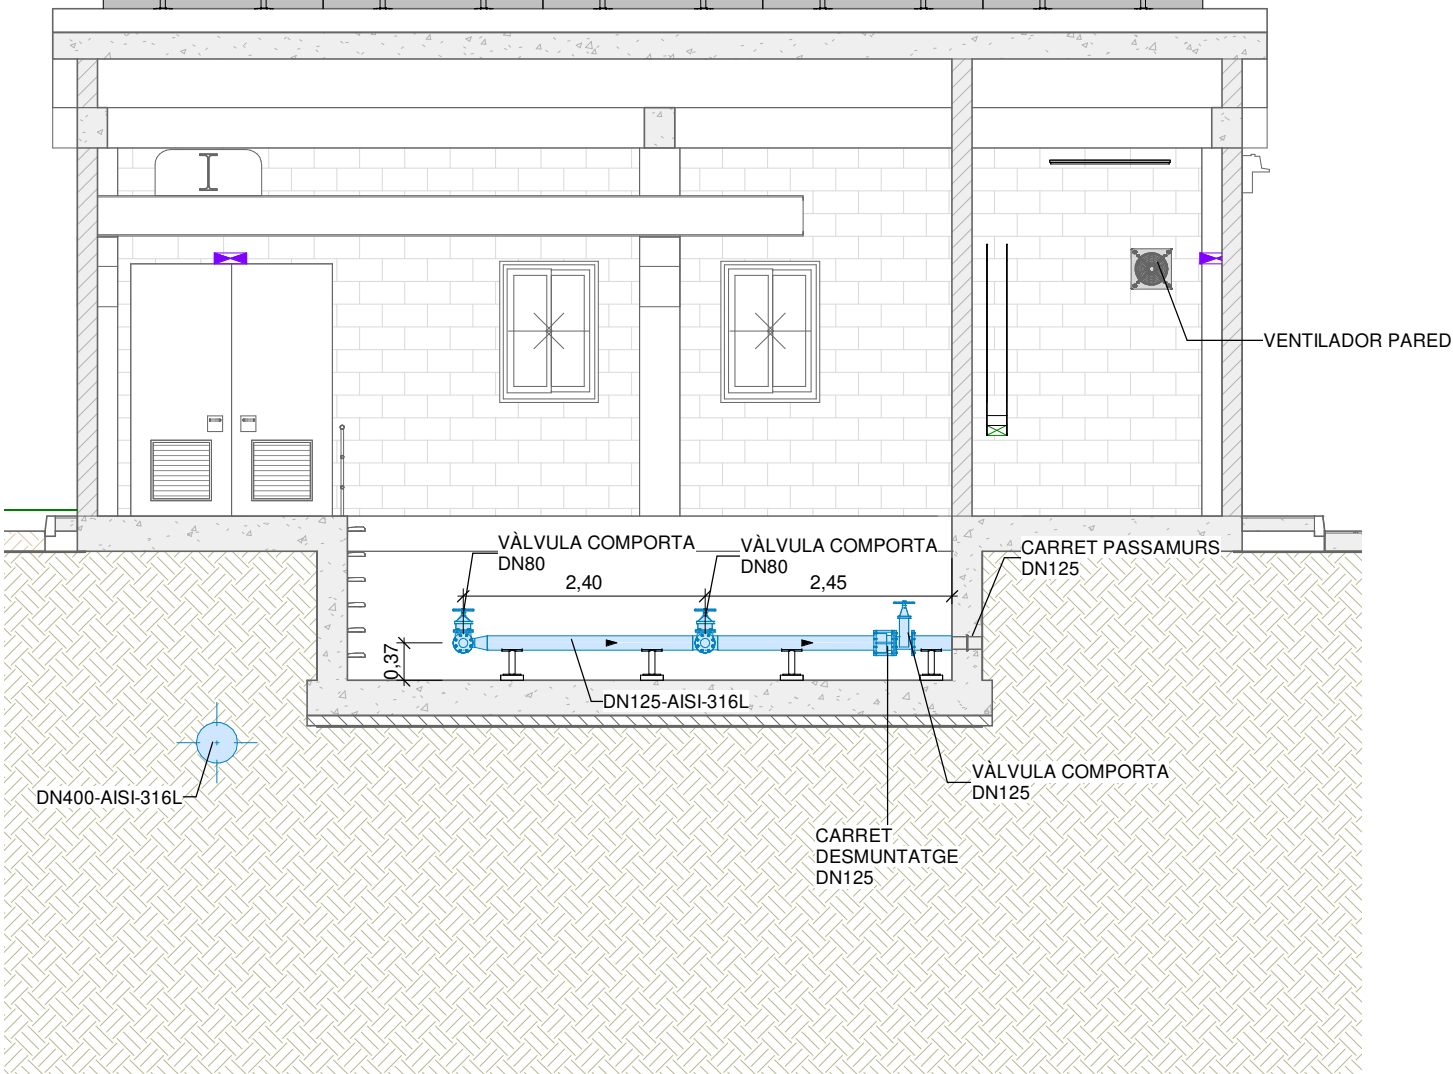 VENTILADOR PARED
VÀLVULA COMPORTA
DN80
VÀLVULA COMPORTA
DN80
CARRET PASSAMURS
DN125
2,40
2,45
0,37
DN125-AISI-316L
DN400-AISI-316L
VÀLVULA COMPORTA
DN125
CARRET
DESMUNTATGE
DN125